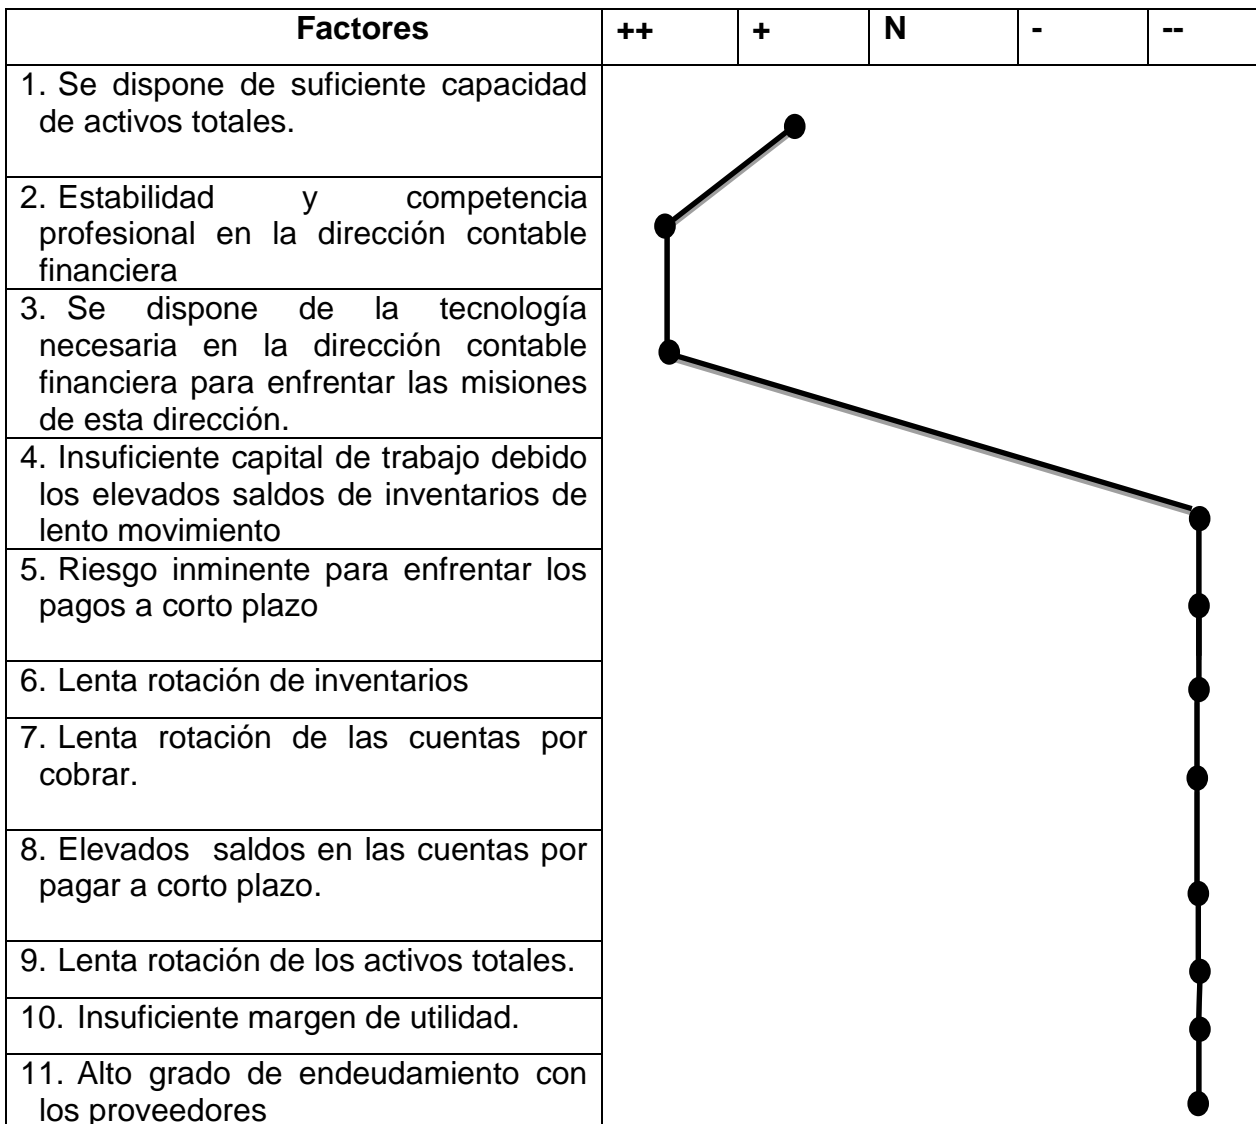 Factores ++ + N - --
1. Se dispone de suficiente capacidad
de activos totales.
2. Estabilidad y competencia
profesional en la dirección contable
financiera
3. Se dispone de la tecnología
necesaria en la dirección contable
financiera para enfrentar las misiones
de esta dirección.
4. Insuficiente capital de trabajo debido
los elevados saldos de inventarios de
lento movimiento
5. Riesgo inminente para enfrentar los
pagos a corto plazo
6. Lenta rotación de inventarios
7. Lenta rotación de las cuentas por
cobrar.
8. Elevados saldos en las cuentas por
pagar a corto plazo.
9. Lenta rotación de los activos totales.
10. Insuficiente margen de utilidad.
11. Alto grado de endeudamiento con
los proveedores